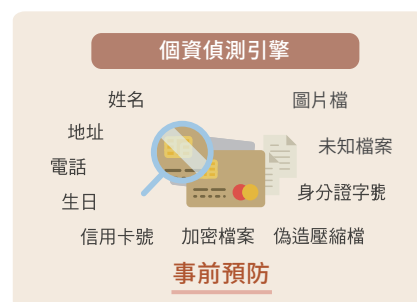 個資偵測引擎
姓名
圖片檔
地址
未知檔案
電話
身分證字號
生日
信用卡號
加密檔案
偽造壓縮檔
事前預防